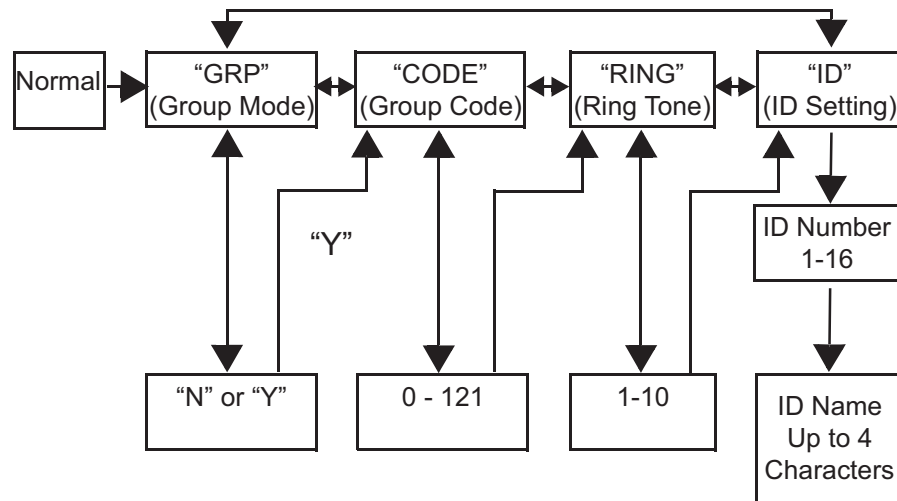 Normal
“GRP”
(Group Mode)
“CODE”
(Group Code)
“RING”
(Ring Tone)
“ID”
(ID Setting)
ID Number
1-16
“Y”
“N” or “Y”
0 - 121
1-10
ID Name
Up to 4
Characters